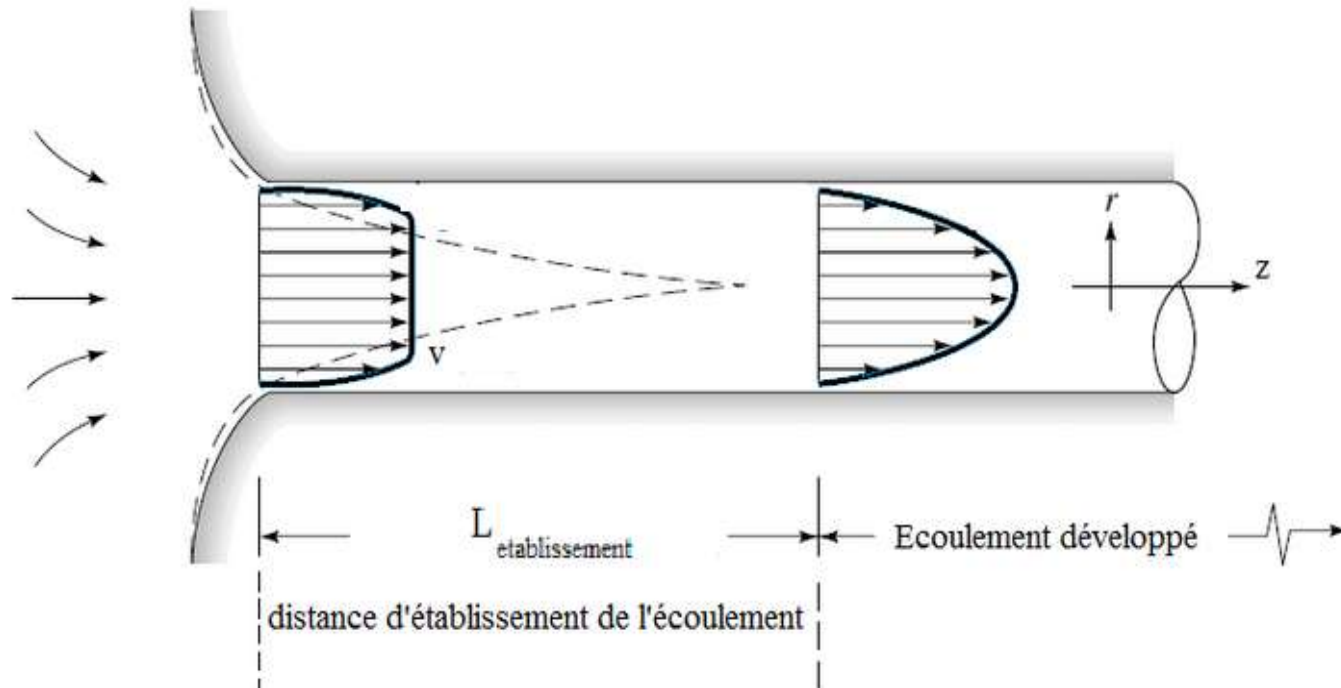 r
z
v
L etablissement
Ecoulement développé
distance d'établissement de l'écoulement